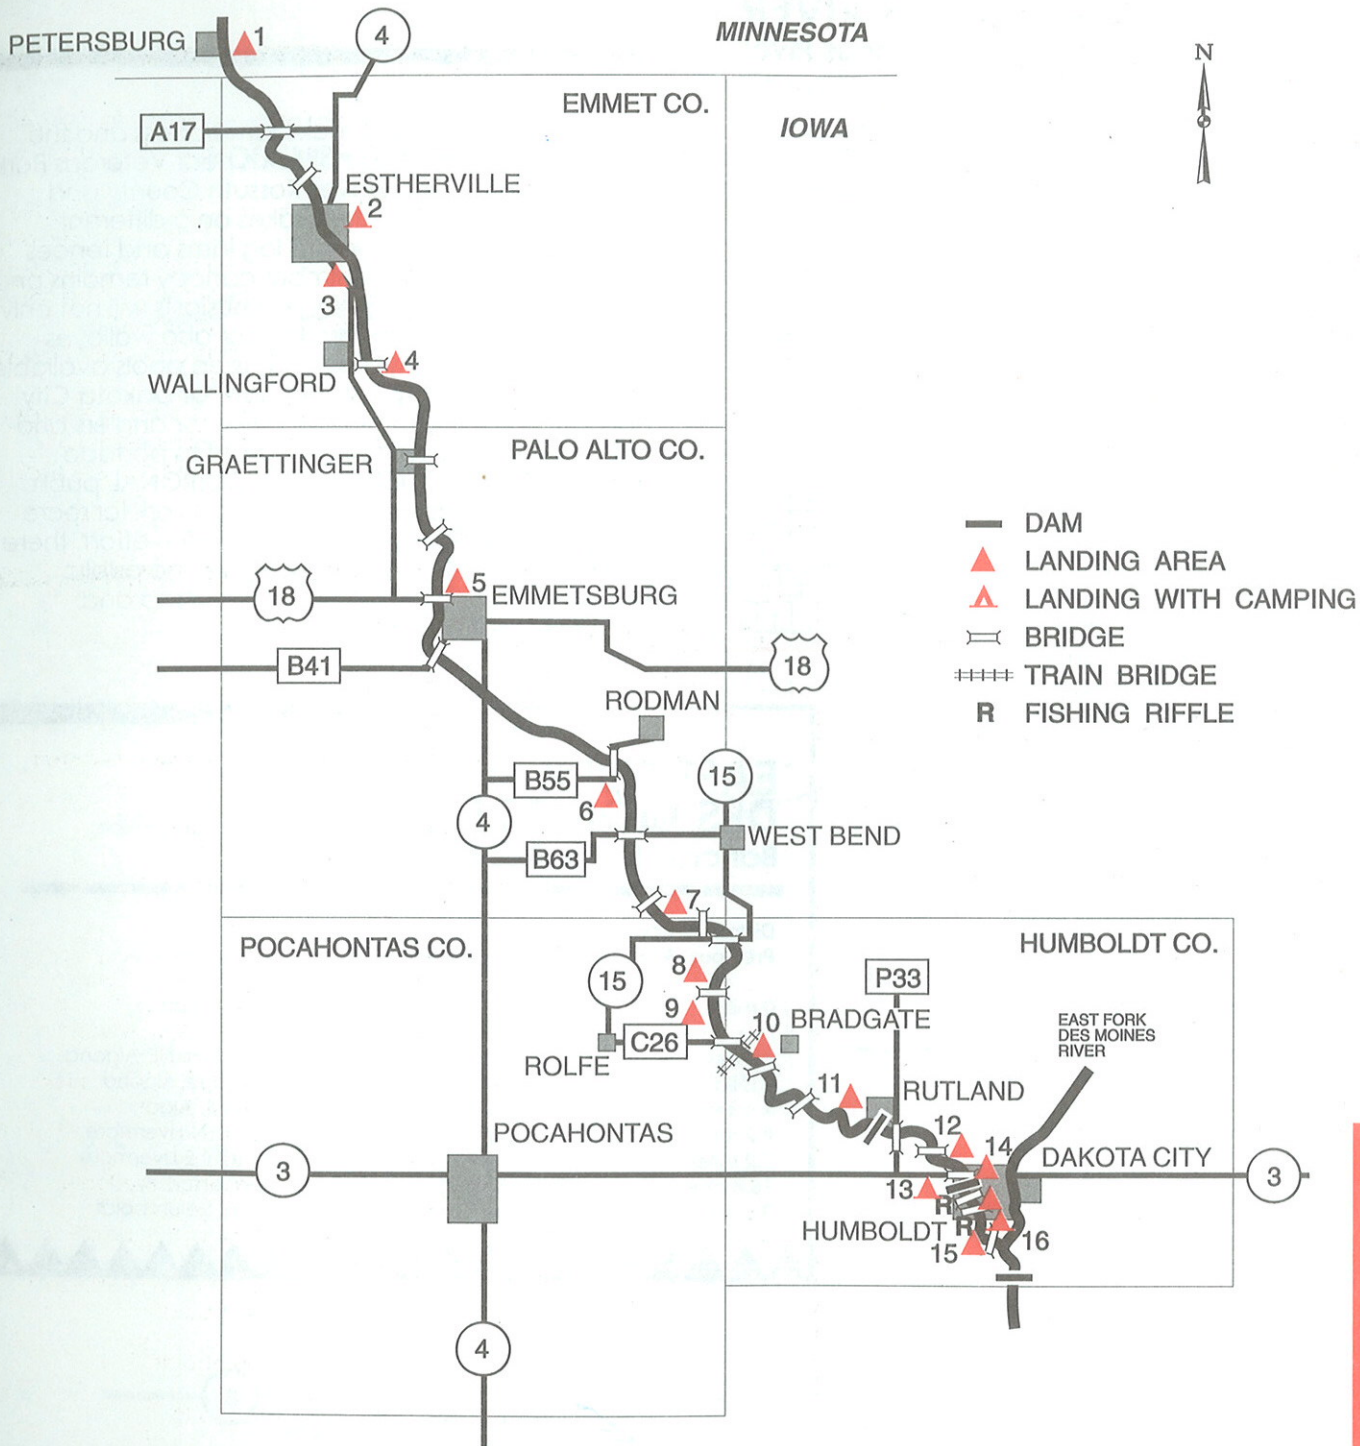 PETERSBURG
1
4
MINNESOTA
N
EMMET CO.
A17
IOWA
ESTHERVILLE
2
3
4
WALLINGFORD
PALO ALTO CO.
GRAETTINGER
DAM
LANDING AREA
LANDING WITH CAMPING
BRIDGE
TRAIN BRIDGE
R FISHING RIFFLE
18
5
EMMETSBURG
B41
18
RODMAN
B55
15
6
4
WEST BEND
B63
7
POCAHONTAS CO.
HUMBOLDT CO.
8
15
P33
9
10
BRADGATE
EAST FORK
DES MOINES
RIVER
C26
ROLFE
11
RUTLAND
12
POCAHONTAS
14
DAKOTA CITY
3
3
13
R
HUMBOLDT
R
15
16
4